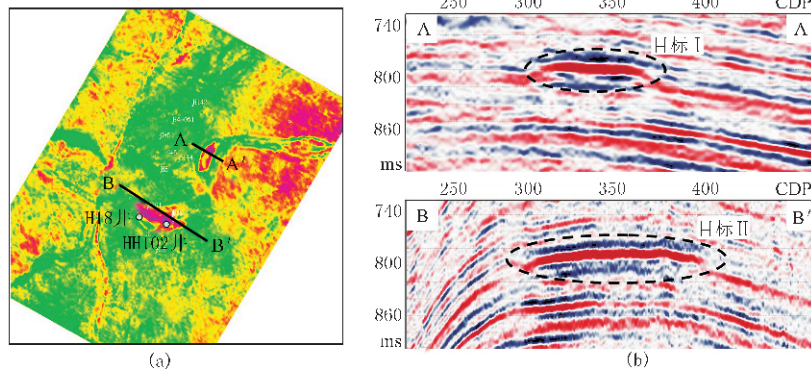 250 300 350 400 CDP
740
A A′
H标I
800
860
ms
250 300 350 400 CDP
740
B B′
H标II
800
860
ms
A
A′
B
H18井
HH102井
B′
(a)
(b)